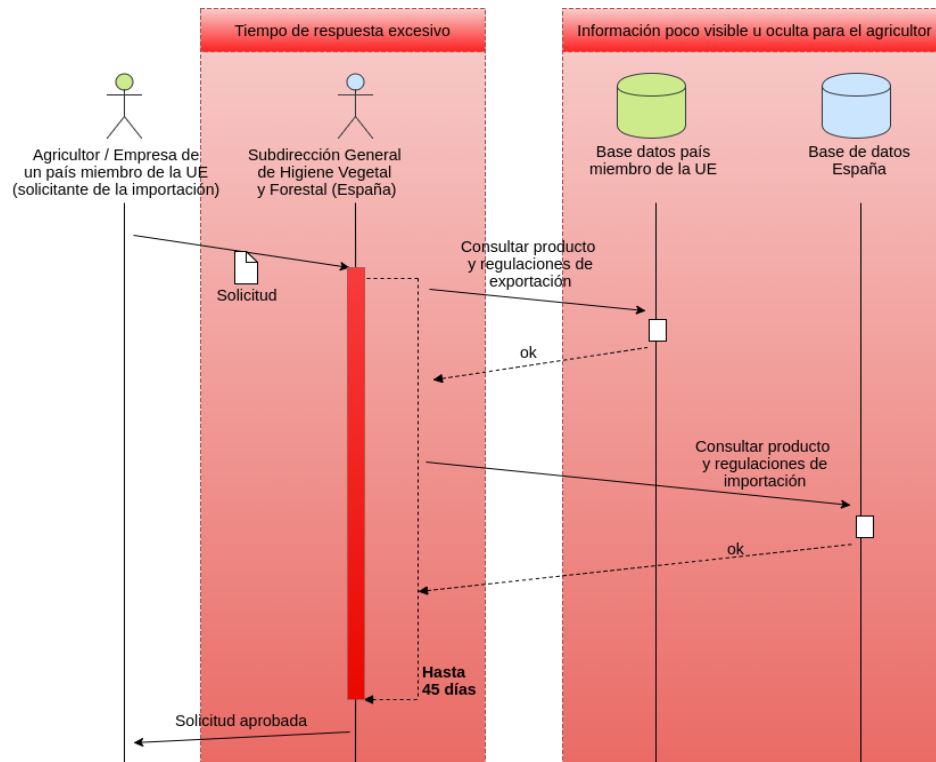 Tiempo de respuesta excesivo
Información poco visible u oculta para el agricultor
Agricultor / Empresa de
un país miembro de la UE
(solicitante de la importación)
Subdirección General
de Higiene Vegetal
y Forestal (España)
Base datos país
miembro de la UE
Base de datos
España
Solicitud
Consultar producto
y regulaciones de
exportación
ok
Consultar producto
y regulaciones de
importación
ok
Hasta
45 días
Solicitud aprobada